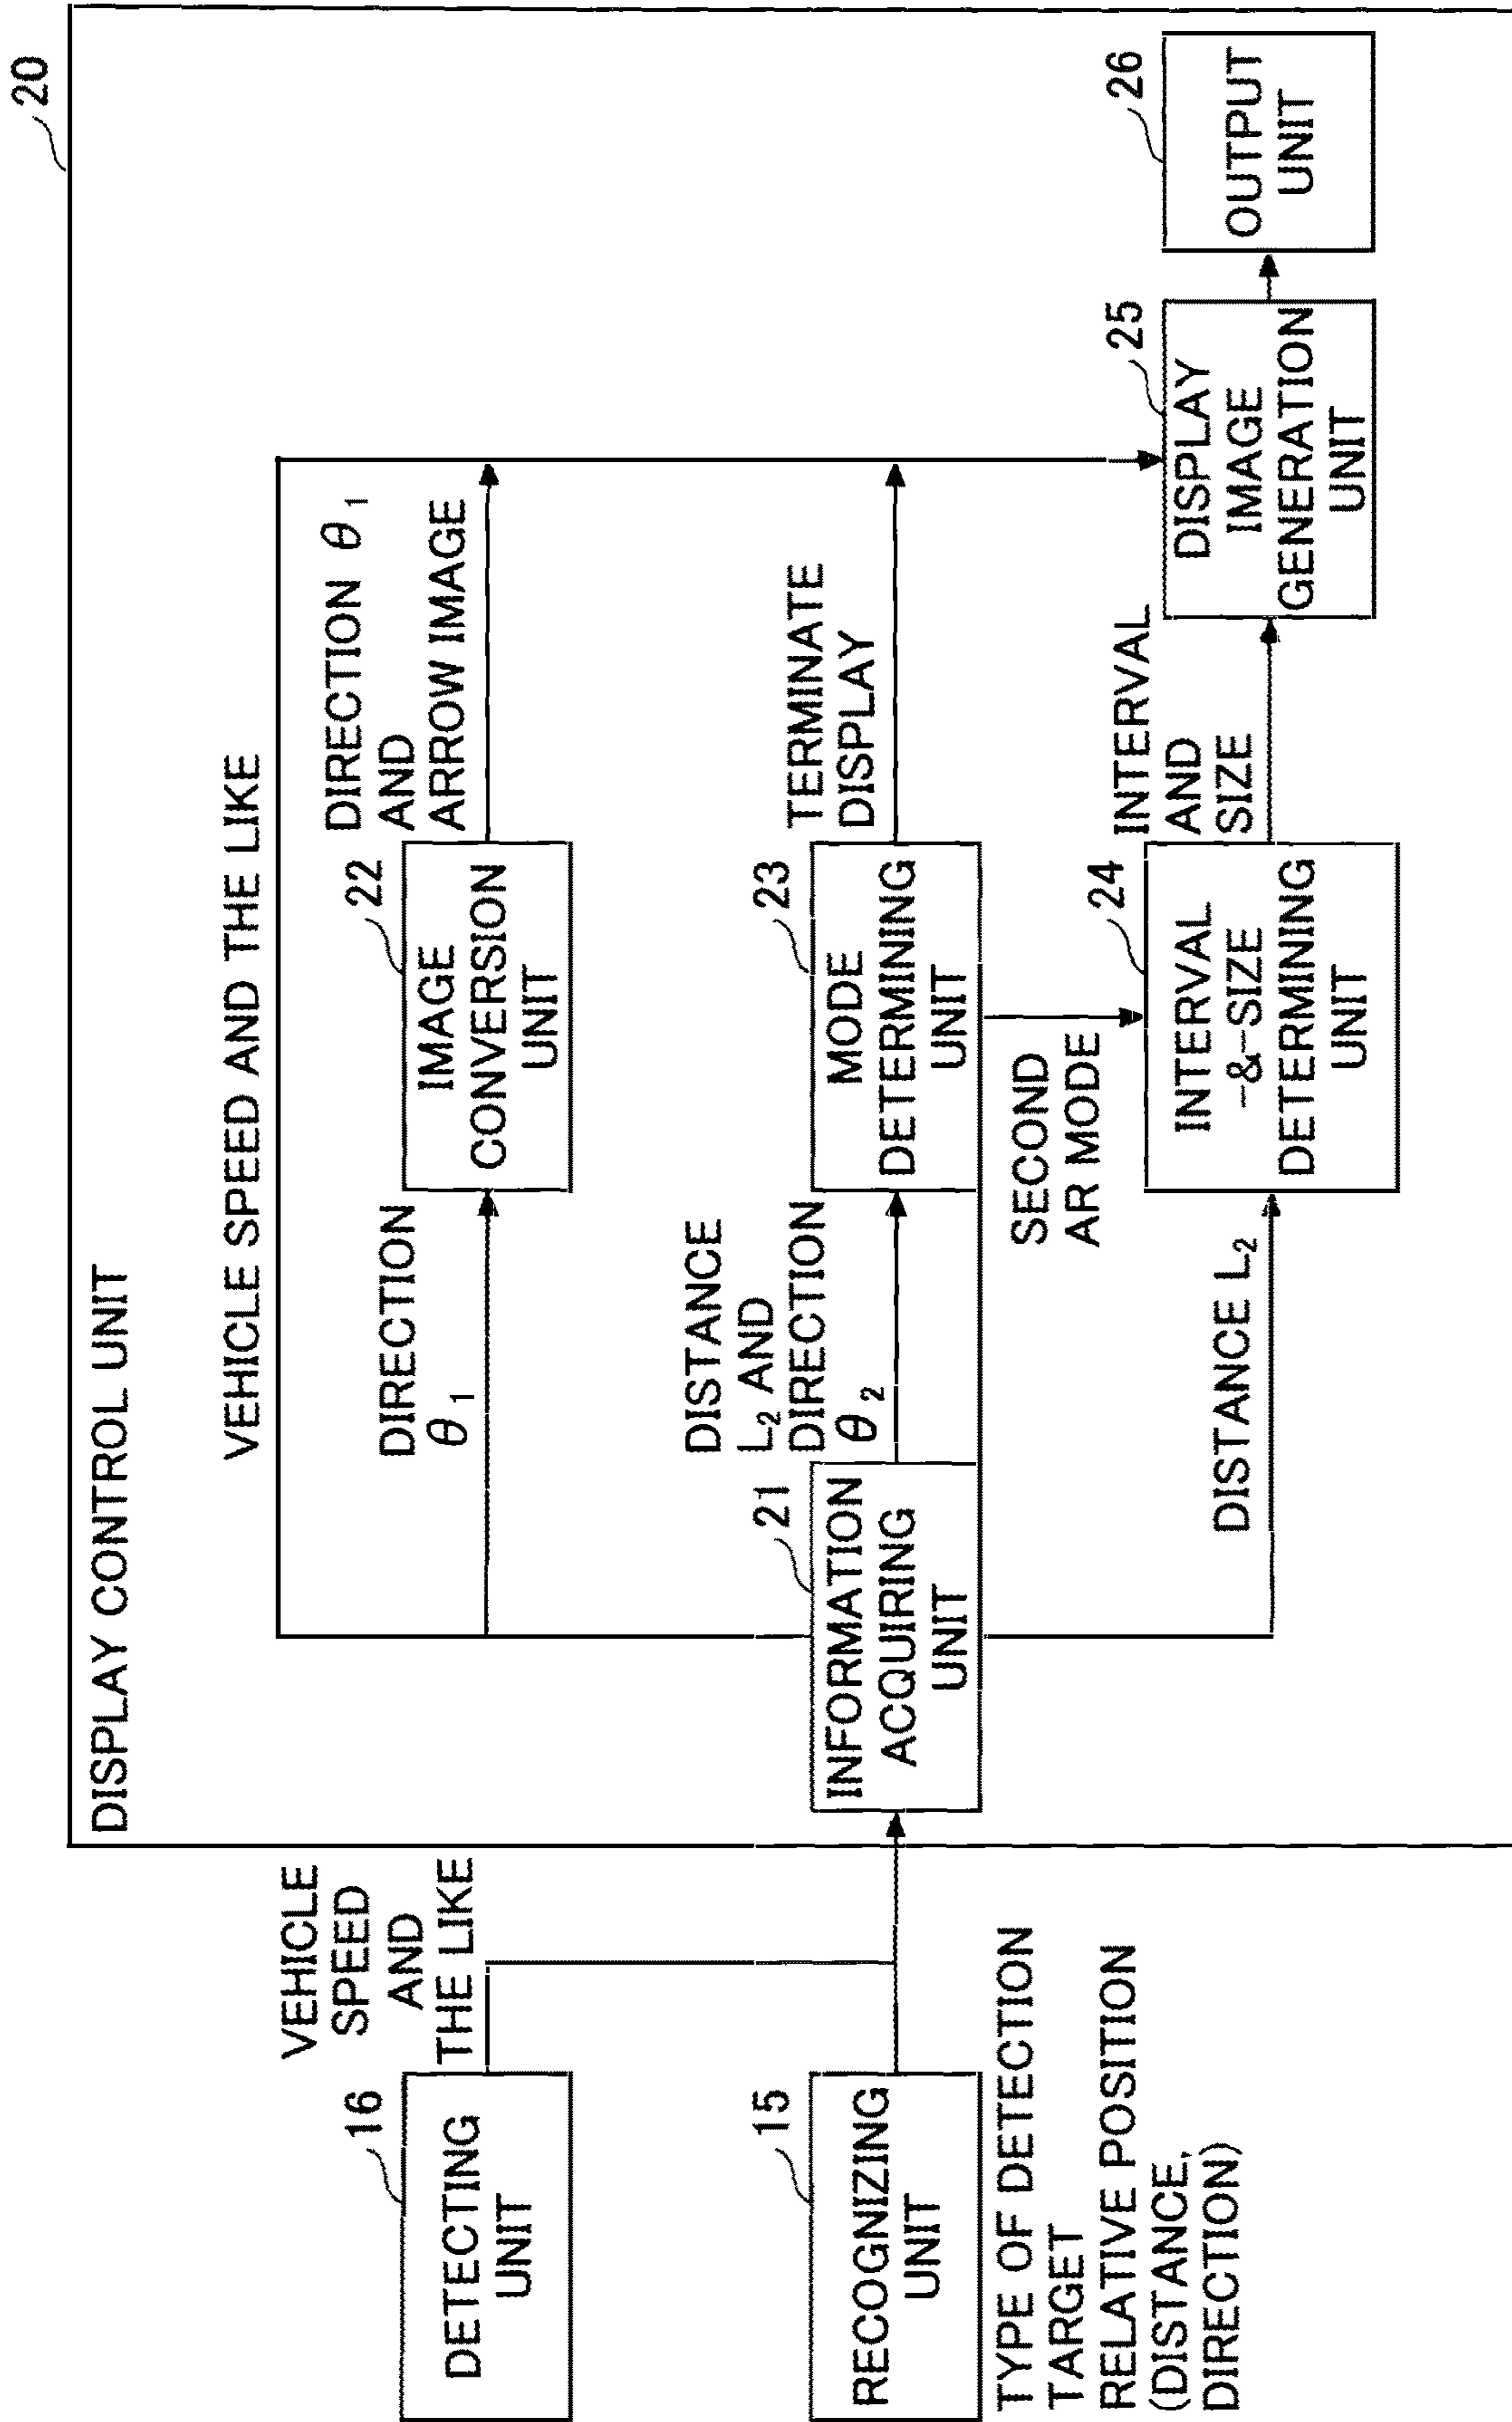 20
DISPLAY CONTROL UNIT
VEHICLE SPEED AND THE LIKE
VEHICLE
SPEED
AND
THE LIKE
16
DETECTING
UNIT
15
RECOGNIZING
UNIT
TYPE OF DETECTION
TARGET
RELATIVE POSITION
(DISTANCE,
DIRECTION)
21
INFORMATION
ACQUIRING
UNIT
DIRECTION
θ1
22
IMAGE
CONVERSION
UNIT
DIRECTION θ1
AND
ARROW IMAGE
DISTANCE
L2 AND
DIRECTION
θ2
23
MODE
DETERMINING
UNIT
TERMINATE
DISPLAY
SECOND
AR MODE
DISTANCE L2
24
INTERVAL
-&-SIZE
DETERMINING
UNIT
INTERVAL
AND
SIZE
25
DISPLAY
IMAGE
GENERATION
UNIT
26
OUTPUT
UNIT